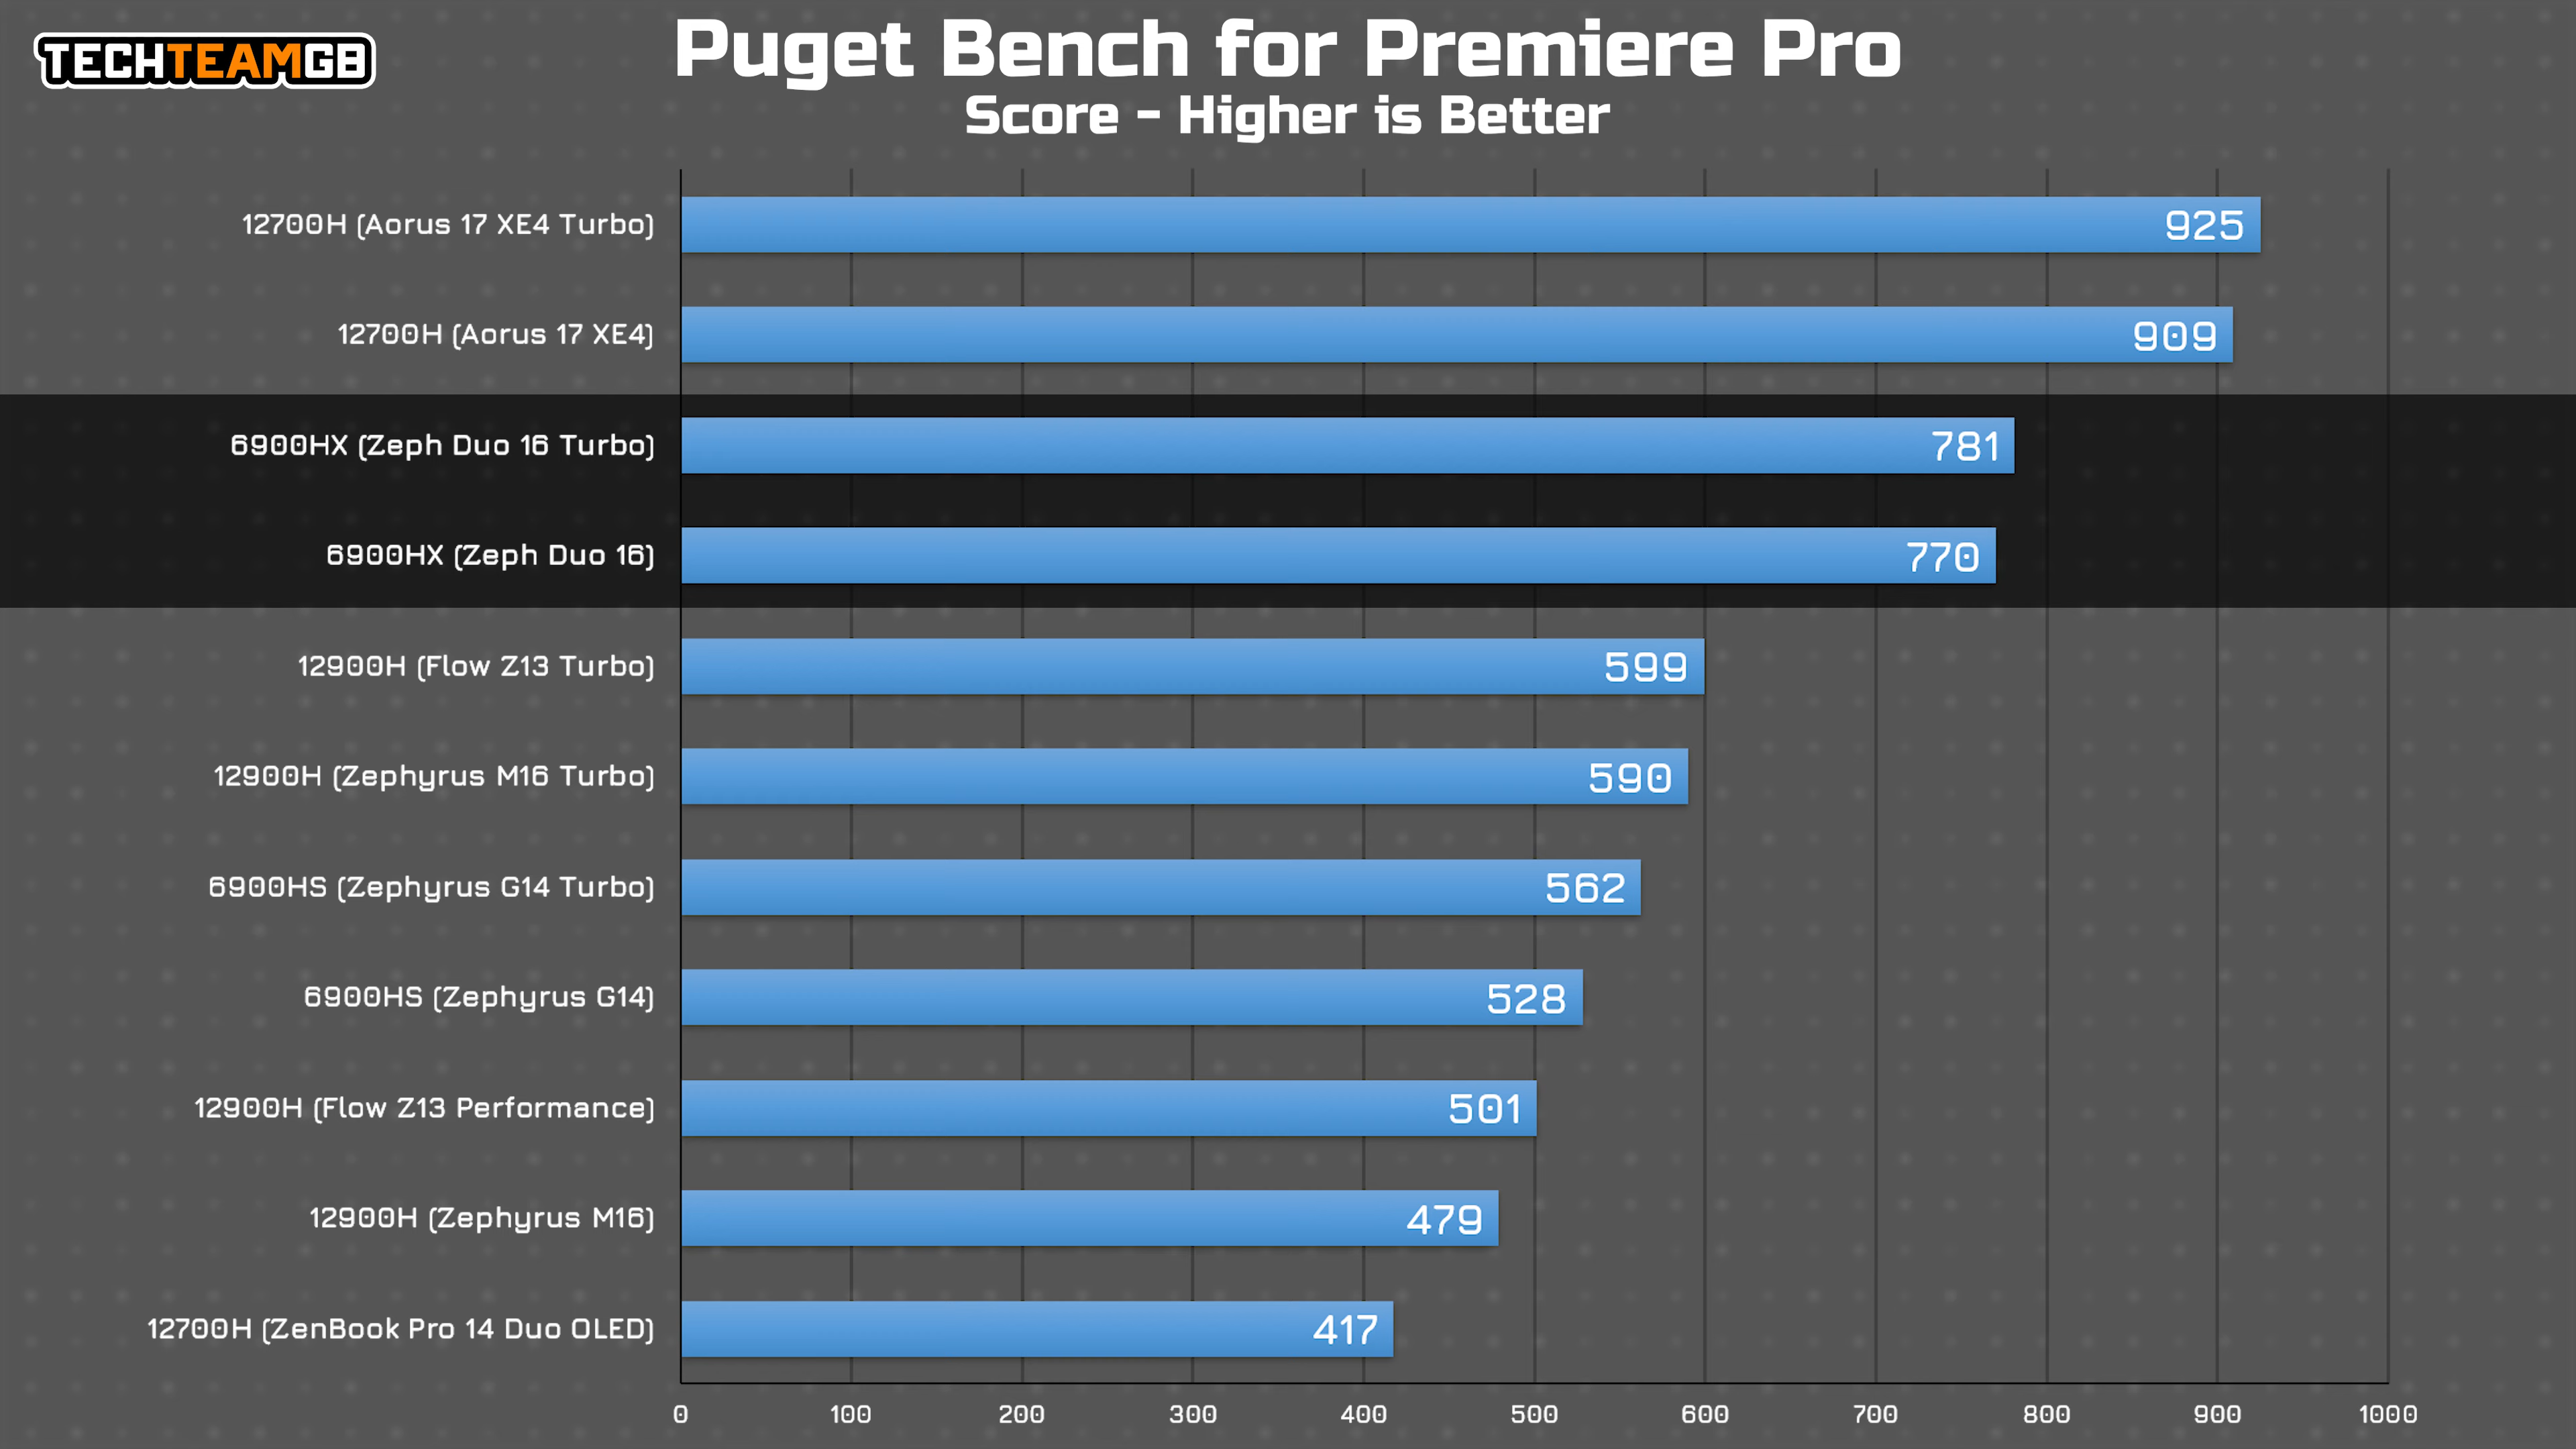 TECHTEAMGB
Puget Bench for Premiere Pro
Score - Higher is Better
12700H (Aorus 17 XE4 Turbo) 925
12700H (Aorus 17 XE4) 909
6900HX (Zeph Duo 16 Turbo) 781
6900HX (Zeph Duo 16) 770
12900H (Flow Z13 Turbo) 599
12900H (Zephyrus M16 Turbo) 590
6900HS (Zephyrus G14 Turbo) 562
6900HS (Zephyrus G14) 528
12900H (Flow Z13 Performance) 501
12900H (Zephyrus M16) 479
12700H (ZenBook Pro 14 Duo OLED) 417
0 100 200 300 400 500 600 700 800 900 1000